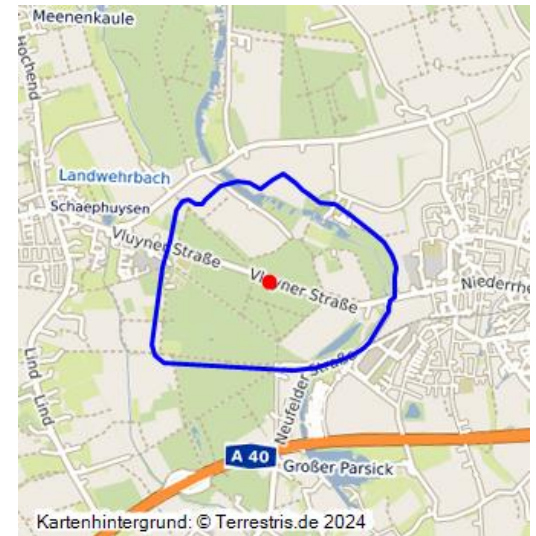 Meenenkaule
Hochend
Landwehrbach
Schaephuysen
Vluyner Straße
Vluyner Straße
Niederrhe
Lind
Lind
Neufelder Straße
A 40
Großer Parsick
Kartenhintergrund: © Terrestris.de 2024